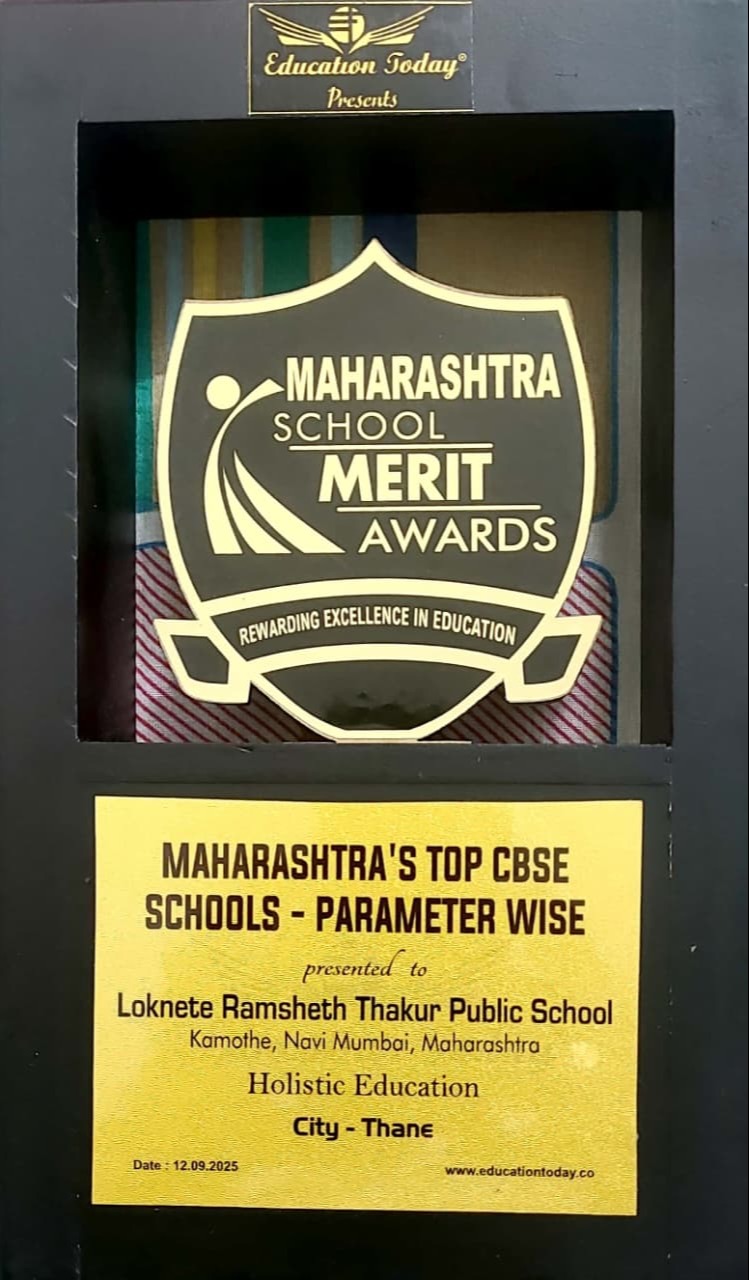 Education Today®
Presents
MAHARASHTRA
SCHOOL
MERIT
AWARDS
REWARDING EXCELLENCE IN EDUCATION
MAHARASHTRA'S TOP CBSE
SCHOOLS - PARAMETER WISE
presented to
Loknete Ramsheth Thakur Public School
Kamothe, Navi Mumbai, Maharashtra
Holistic Education
City - Thane
Date : 12.09.2025
www.educationtoday.co